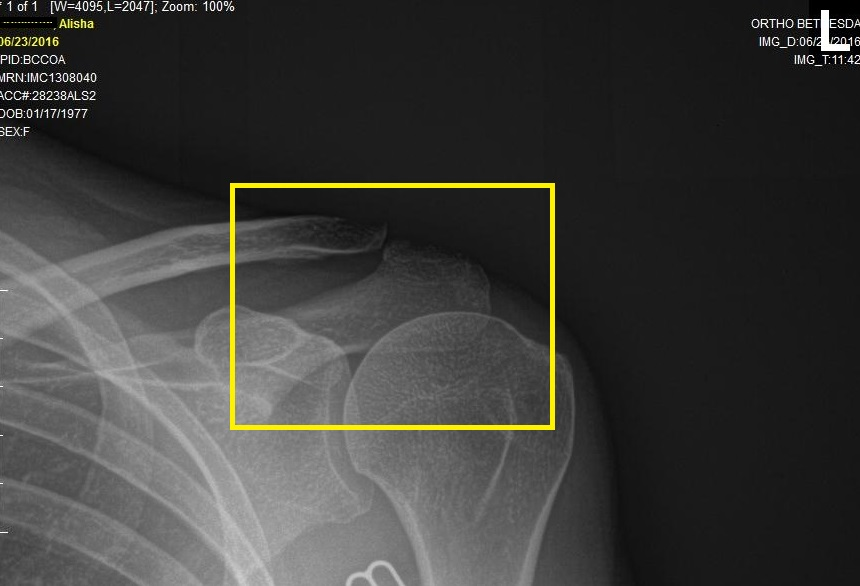 1 of 1 [W=4095,L=2047]; Zoom: 100%
, Alisha
06/23/2016
PID:BCCOA
MRN:IMC1308040
ACC#:28238ALS2
DOB:01/17/1977
SEX:F
ORTHO BETHESDA
IMG_D:06/2 /2016
IMG_T:11:42
L